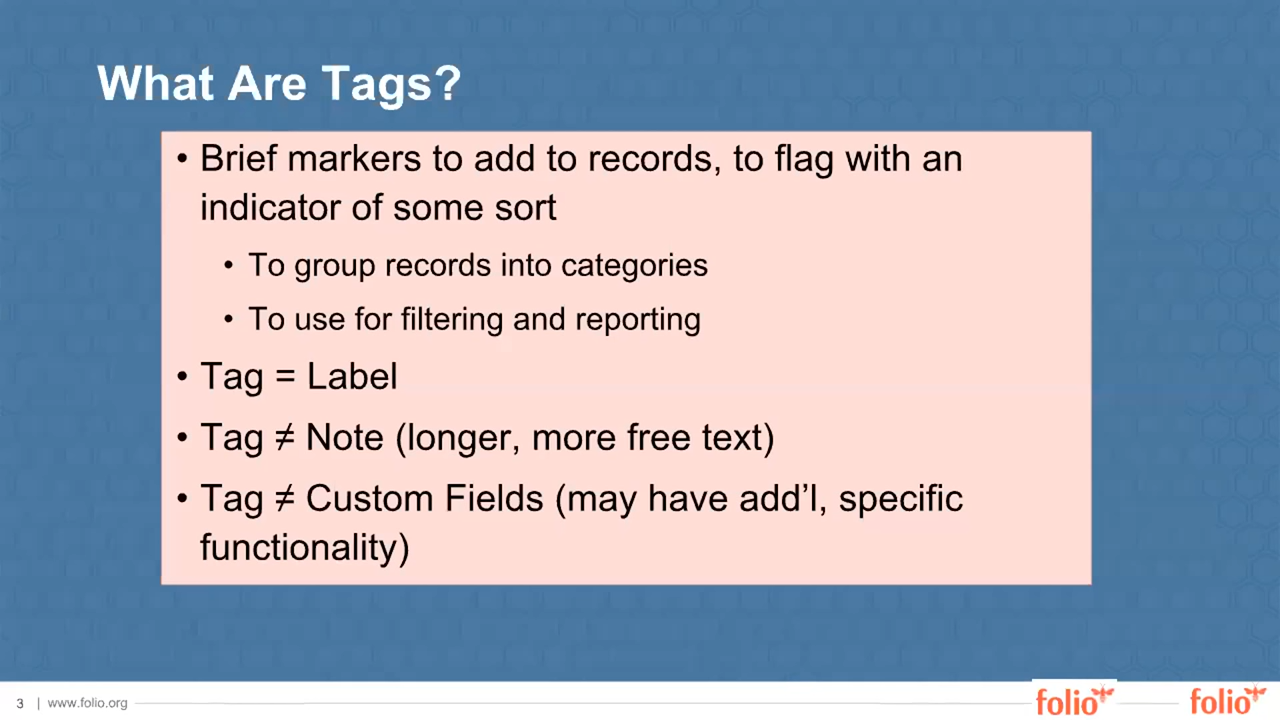 What Are Tags?
• Brief markers to add to records, to flag with an
indicator of some sort
• To group records into categories
• To use for filtering and reporting
• Tag = Label
• Tag ≠ Note (longer, more free text)
• Tag ≠ Custom Fields (may have add’l, specific
functionality)
3 | www.folio.org
folio
folio